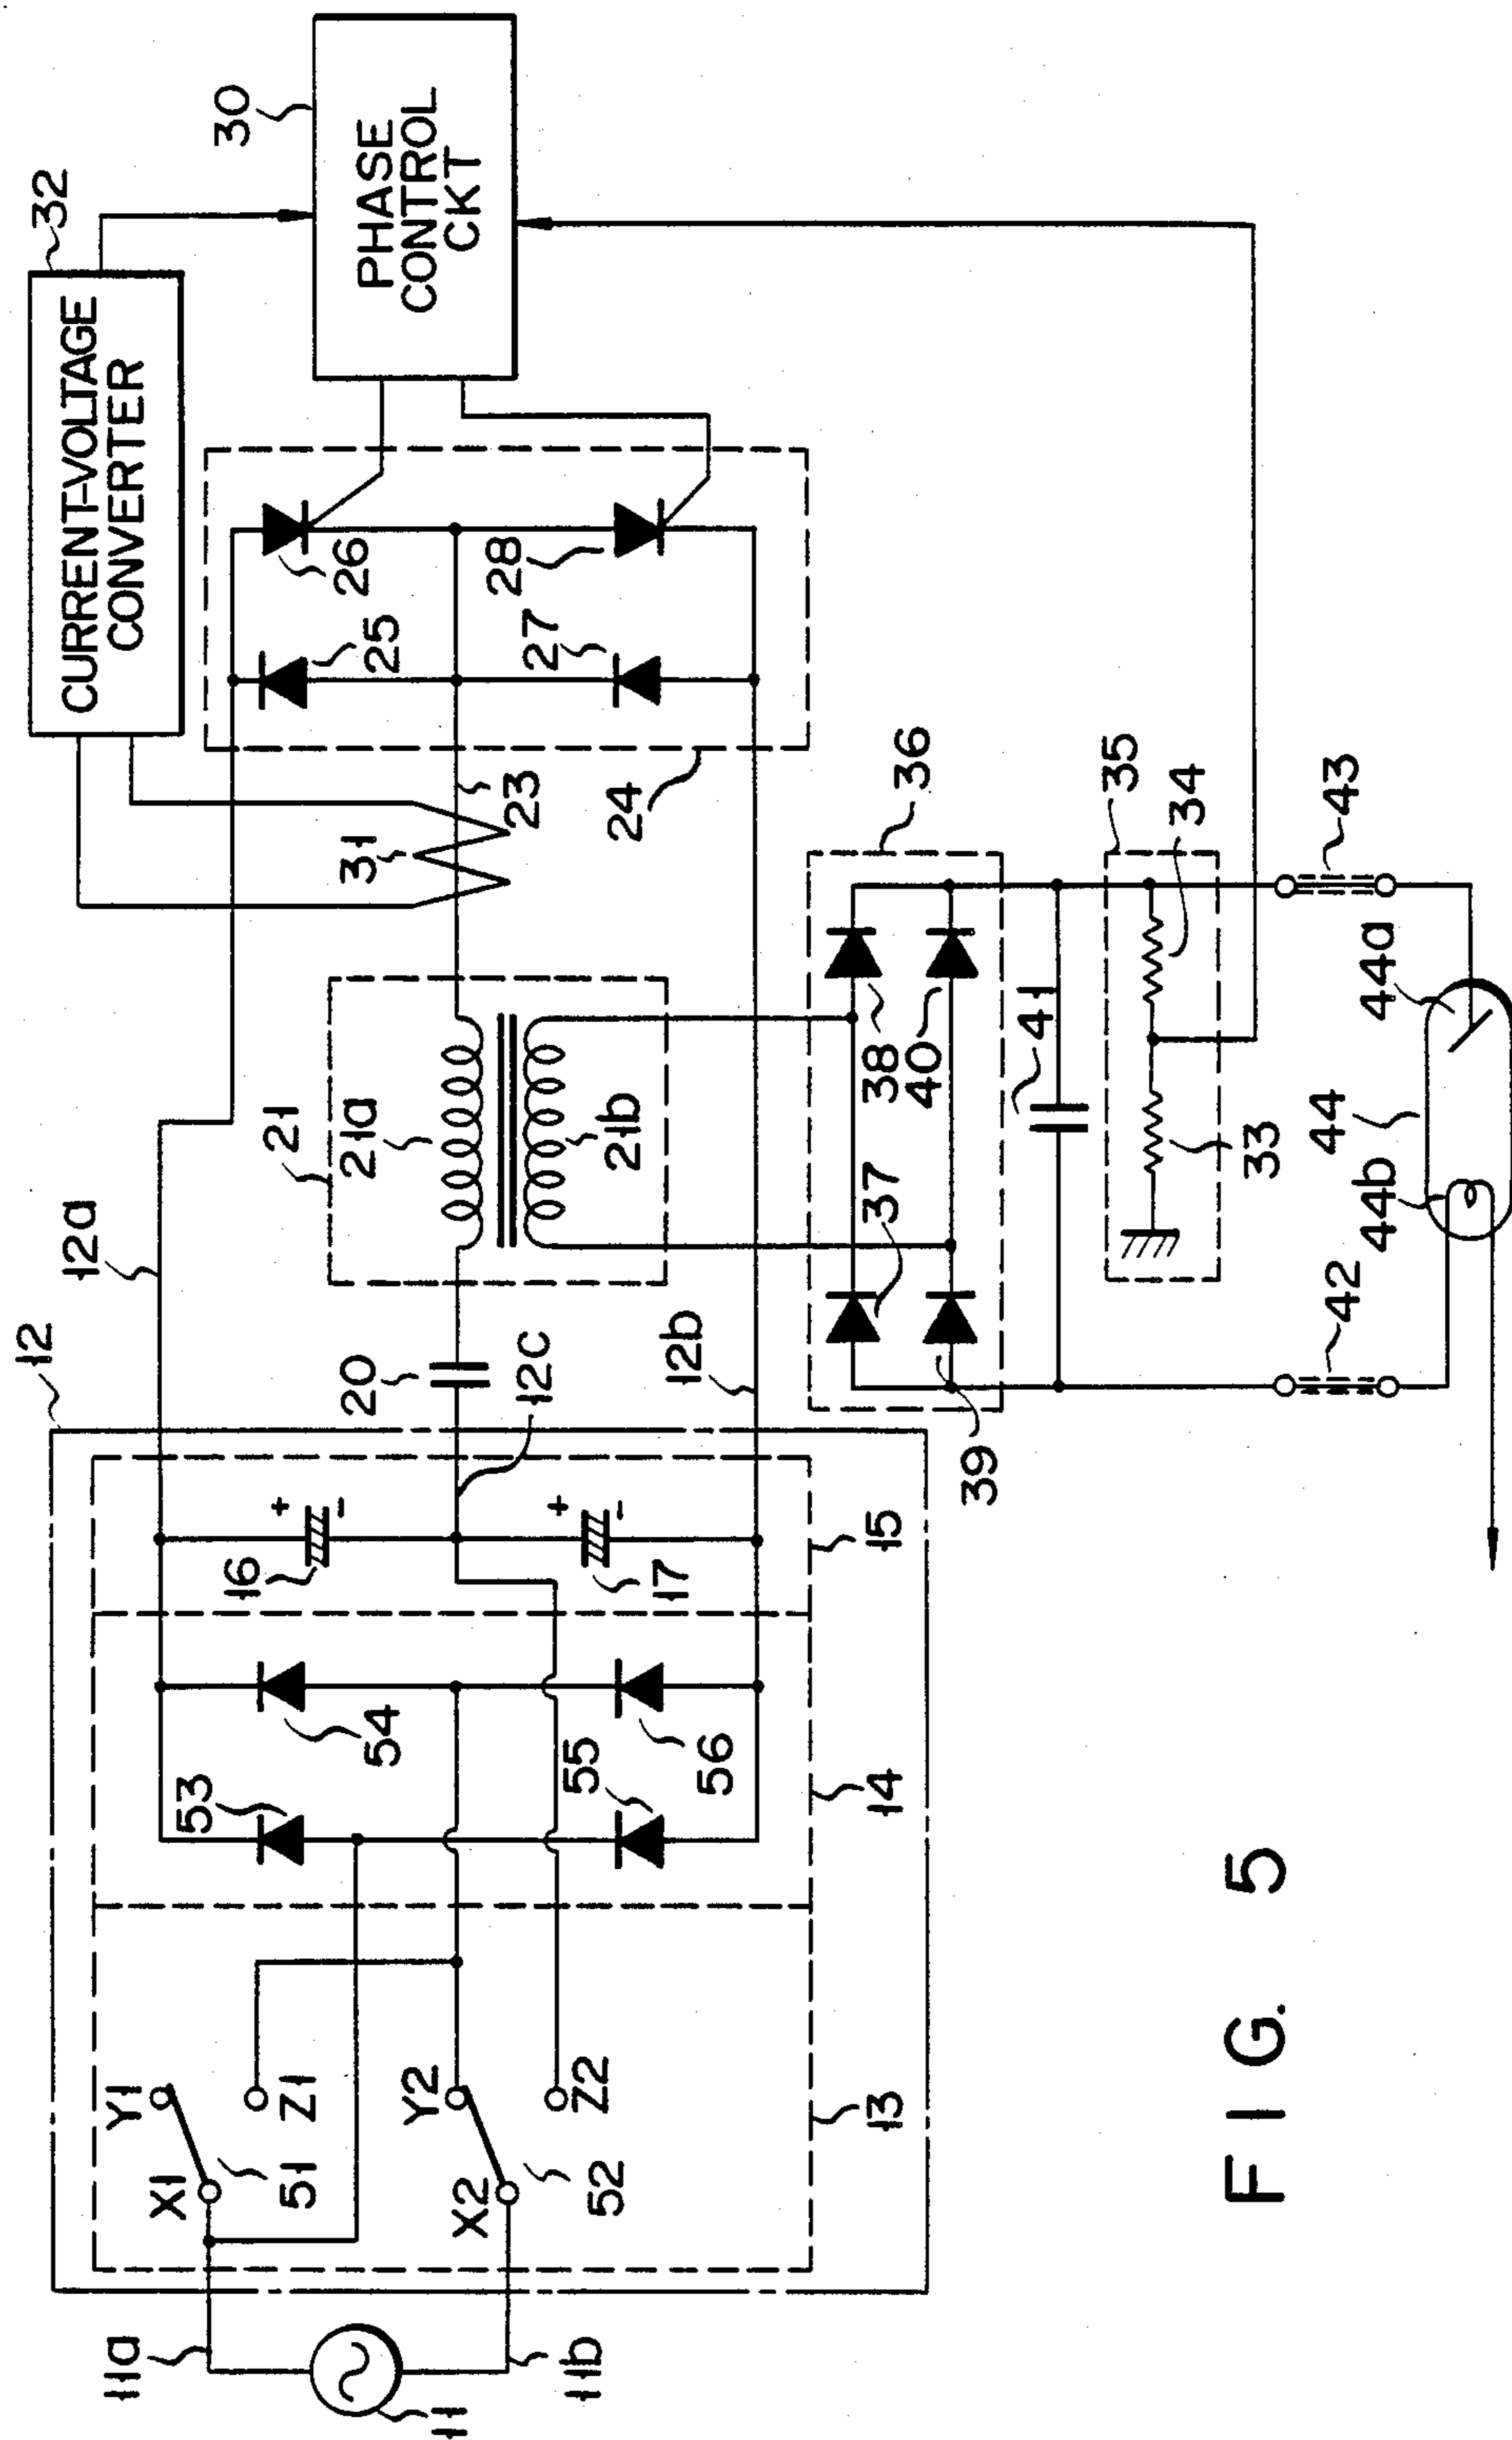 12
12a
32
CURRENT-VOLTAGE
CONVERTER
30
PHASE
CONTROL
CKT
11a
11
11b
X1
Y1
51
Z1
X2
Y2
52
Z2
13
53
54
55
56
14
+
-
16
+
-
17
15
20
12c
12b
21
21a
21b
31
23
24
25
26
27
28
36
37
38
39
40
41
35
34
33
42
43
44b
44
44a
FIG. 5